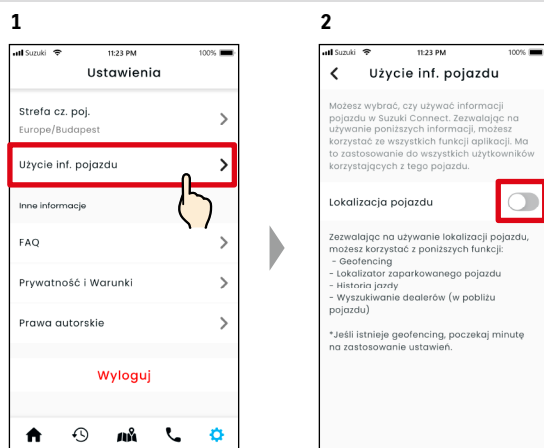 1
Suzuki 11:23 PM 100%
Ustawienia
Strefa cz. poj.
Europe/Budapest
Użycie inf. pojazdu
Inne informacje
FAQ
Prywatność i Warunki
Prawa autorskie
Wyloguj
2
Suzuki 11:23 PM 100%
Użycie inf. pojazdu
Możesz wybrać, czy używać informacji
pojazdu w Suzuki Connect. Zezwalając na
używanie poniższych informacji, możesz
korzystać ze wszystkich funkcji aplikacji. Ma
to zastosowanie do wszystkich użytkowników
korzystających z tego pojazdu.
Lokalizacja pojazdu
Zezwalając na używanie lokalizacji pojazdu,
możesz korzystać z poniższych funkcji:
- Geofencing
- Lokalizator zaparkowanego pojazdu
- Historia jazdy
- Wyszukiwanie dealerów (w pobliżu
pojazdu)
*Jeśli istnieje geofencing, poczekaj minutę
na zastosowanie ustawień.